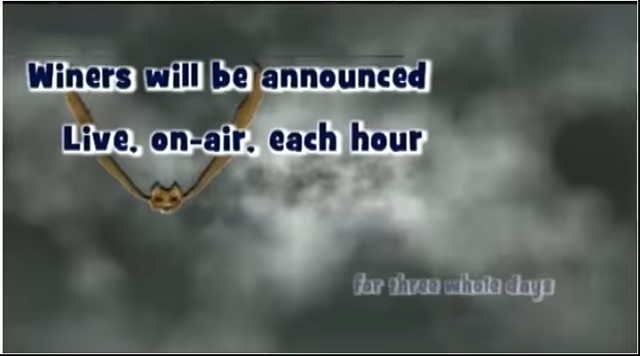 Winers will be announced
Live, on-air, each hour
for three whole days